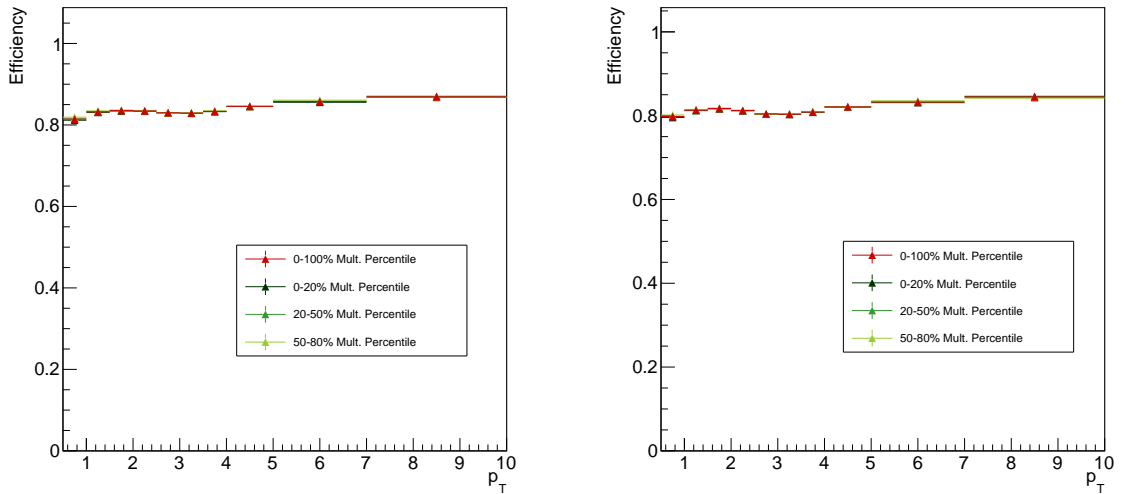 Efficiency
1
0.8
0.6
0.4
0.2
0
0-100% Mult. Percentile
0-20% Mult. Percentile
20-50% Mult. Percentile
50-80% Mult. Percentile
1 2 3 4 5 6 7 8 9 10
p_T
Efficiency
1
0.8
0.6
0.4
0.2
0
0-100% Mult. Percentile
0-20% Mult. Percentile
20-50% Mult. Percentile
50-80% Mult. Percentile
1 2 3 4 5 6 7 8 9 10
p_T